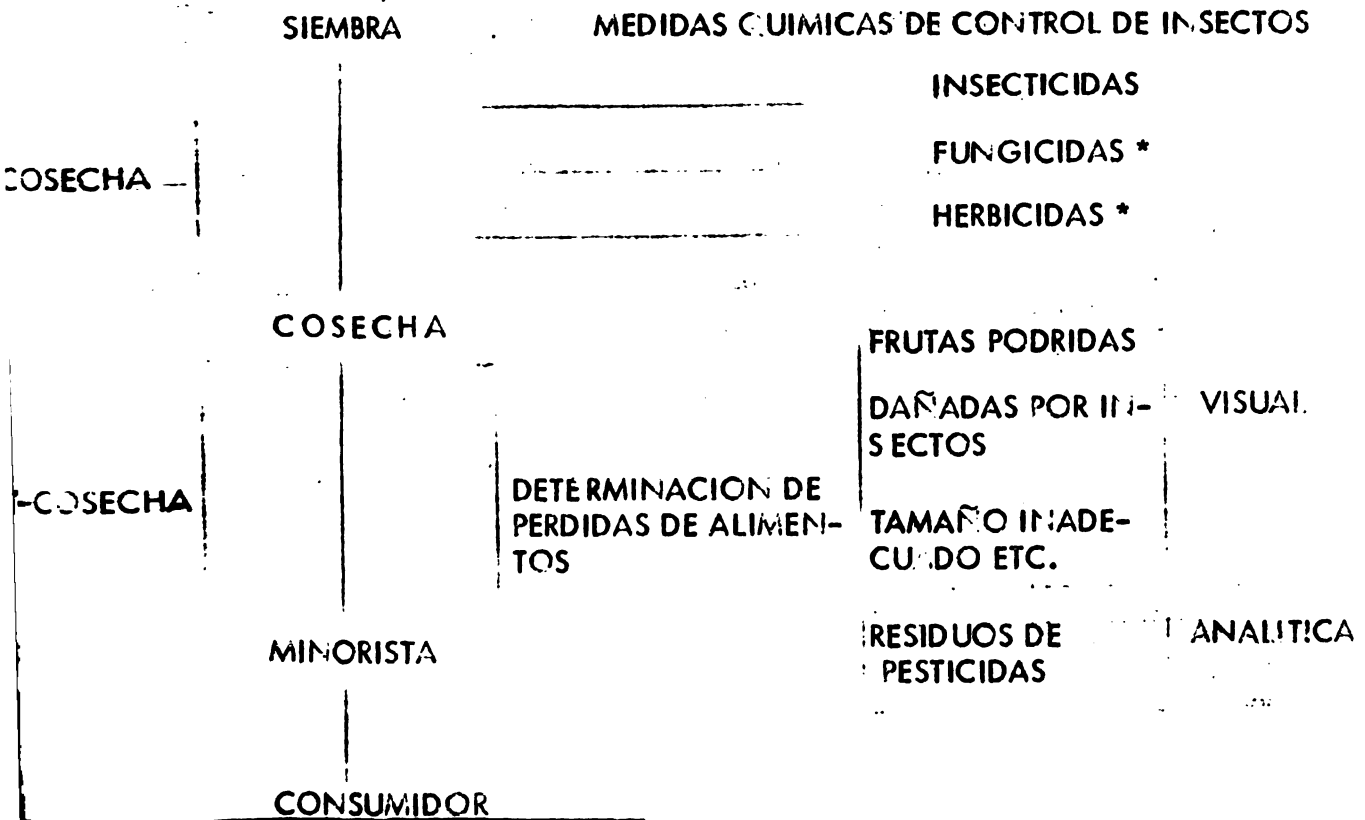 SIEMBRA MEDIDAS QUIMICAS DE CONTROL DE INSECTOS
INSECTICIDAS
FUNGICIDAS *
COSECHA
HERBICIDAS *
COSECHA
FRUTAS PODRIDAS
DAÑADAS POR IN-
SECTOS
VISUAL
-COSECHA
DETERMINACION DE
PERDIDAS DE ALIMEN-
TOS
TAMAÑO INADE-
CUADO ETC.
MINORISTA
RESIDUOS DE
PESTICIDAS
ANALITICA
CONSUMIDOR